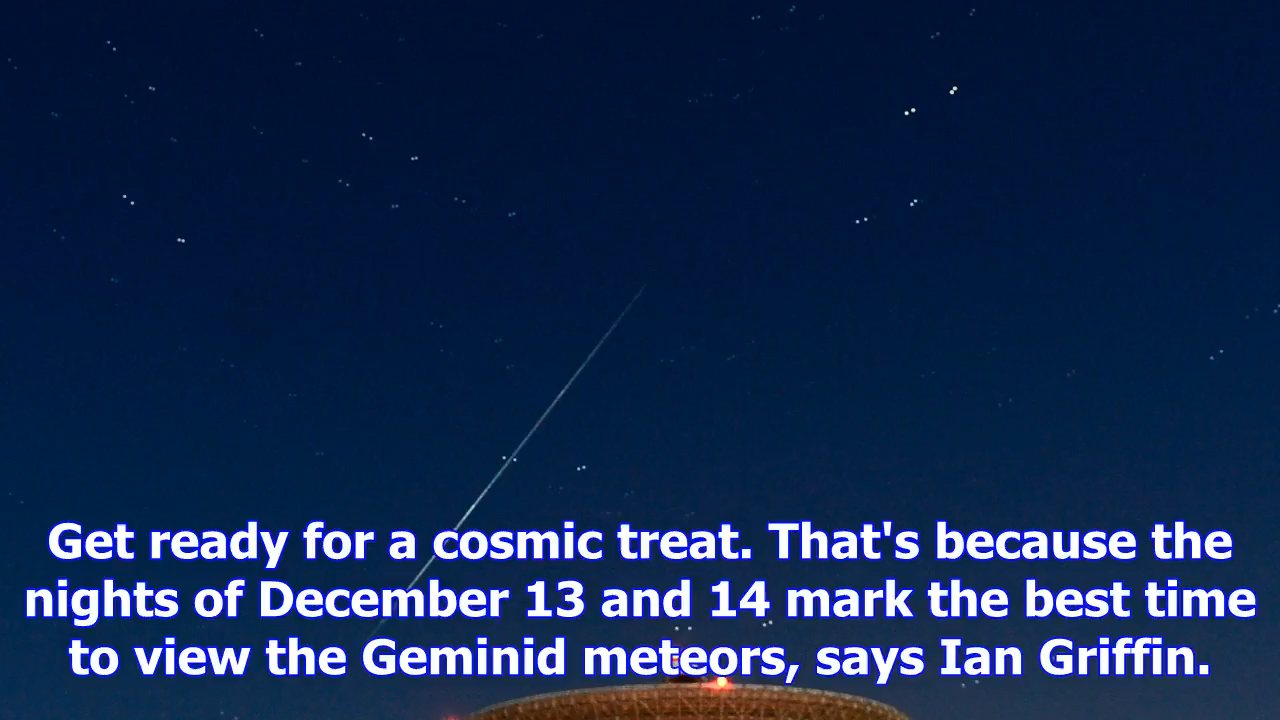 Get ready for a cosmic treat. That's because the
nights of December 13 and 14 mark the best time
to view the Geminid meteors, says Ian Griffin.